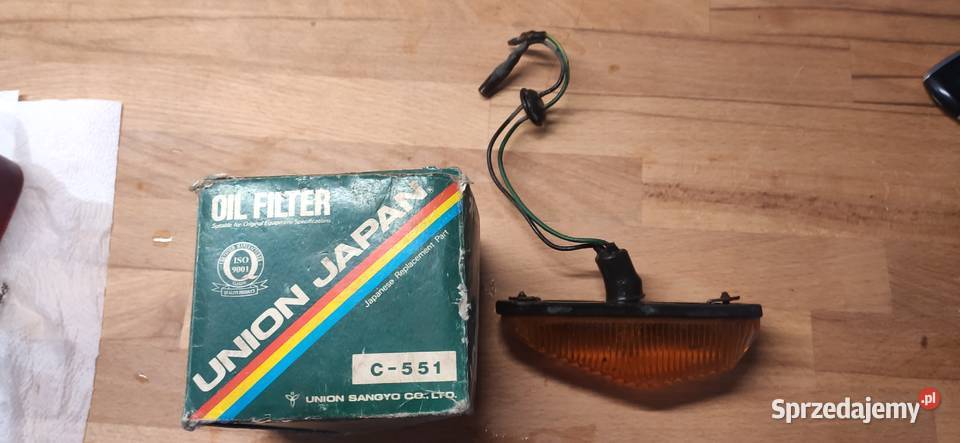 OIL FILTER
Suitable for Original Equipment Specifications
ISO
9001
UNION JAPAN
Japanese Replacement Part
C-551
UNION SANGYO CO., LTD.
Sprzedajemy.pl